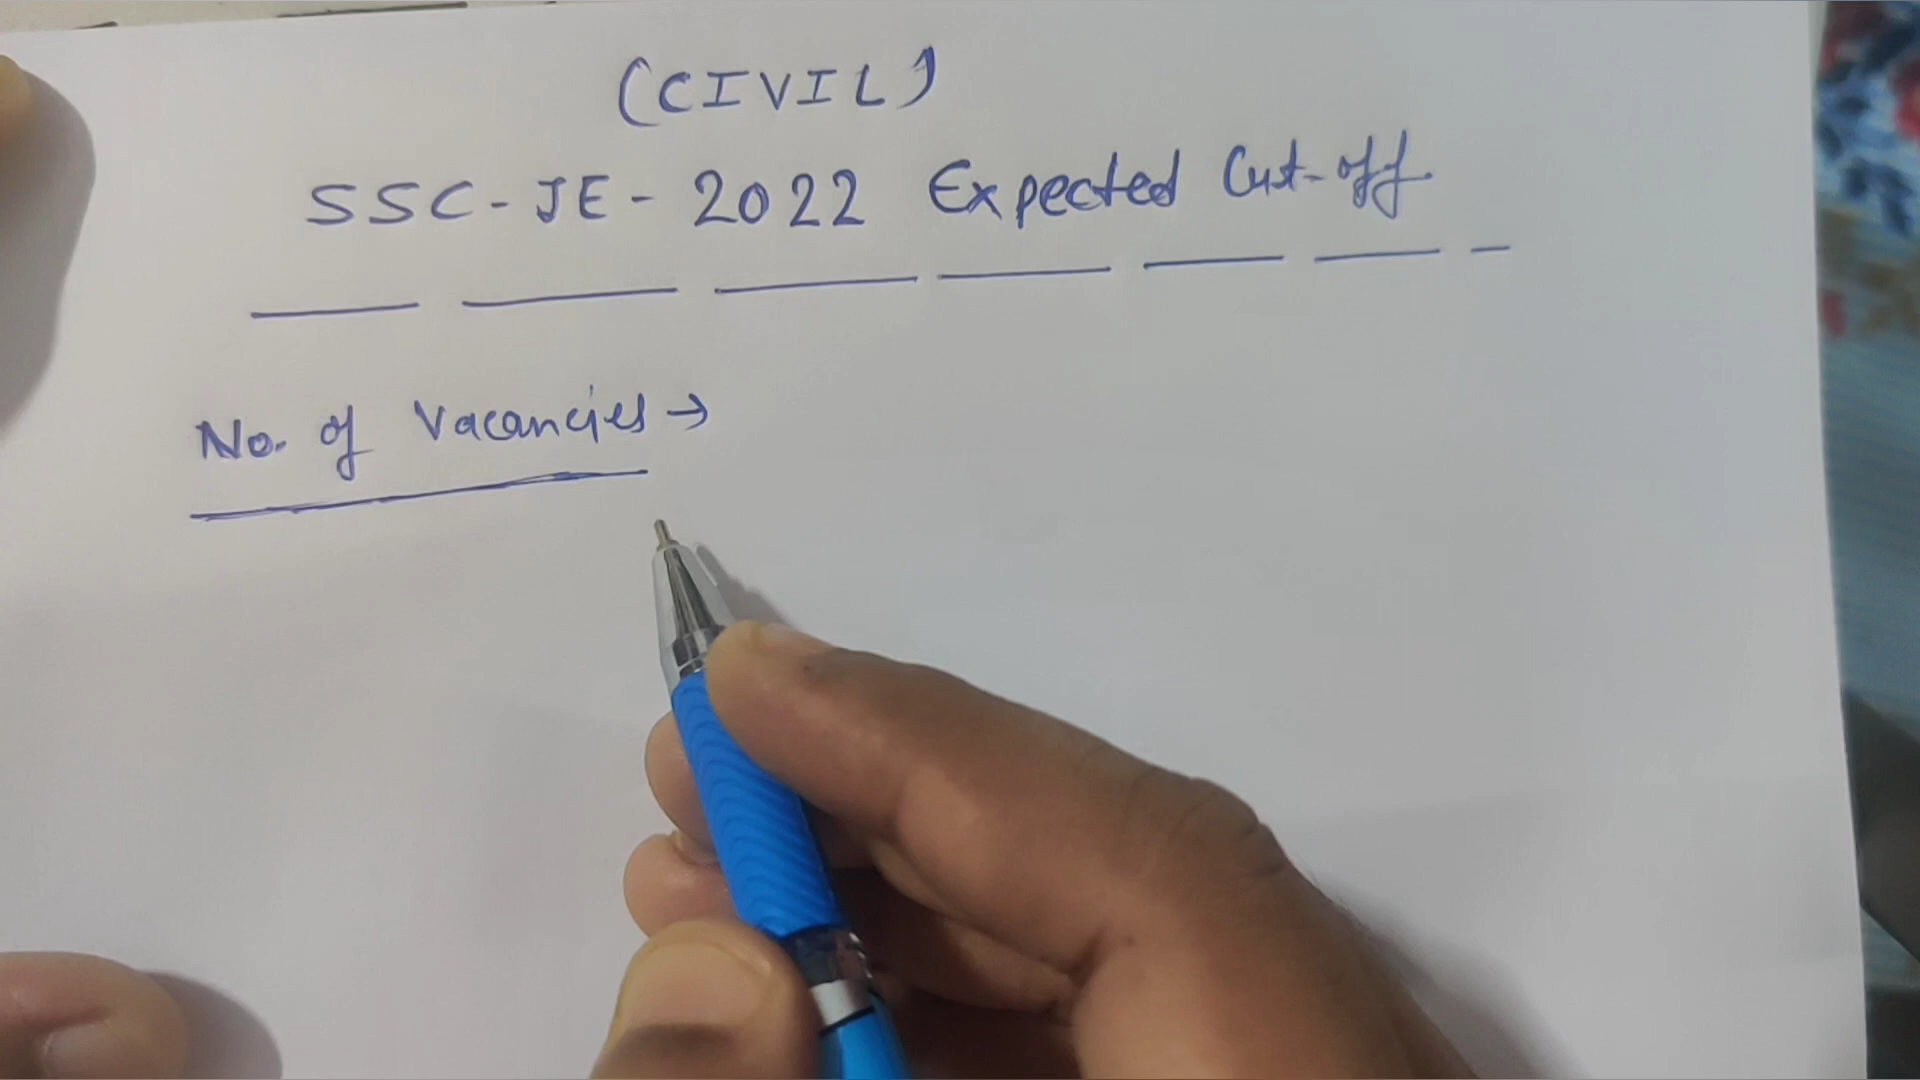 (CIVIL)
SSC-JE-2022 Expected Cut-off.
No. of Vacancies →